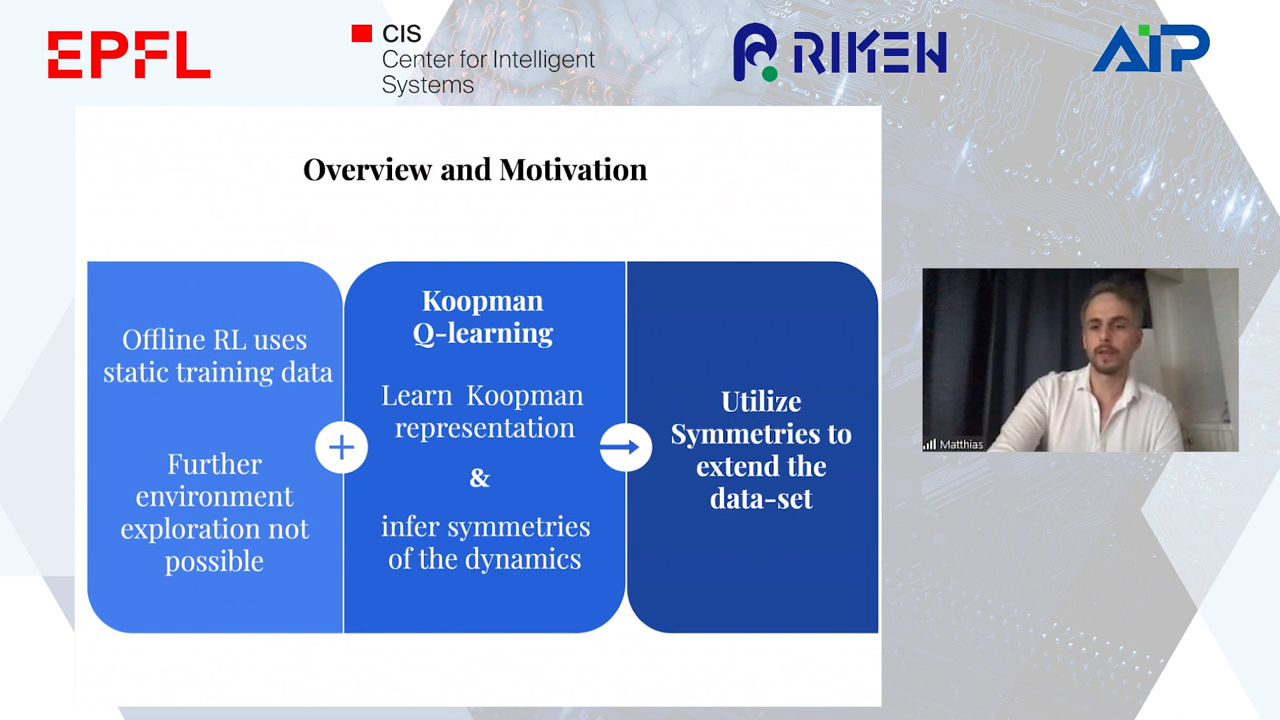 EPFL
CIS
Center for Intelligent
Systems
RIKEN
AIP
Overview and Motivation
Offline RL uses
static training data
Further
environment
exploration not
possible
+
Koopman
Q-learning
Learn Koopman
representation
&
infer symmetries
of the dynamics
Utilize
Symmetries to
extend the
data-set
Matthias